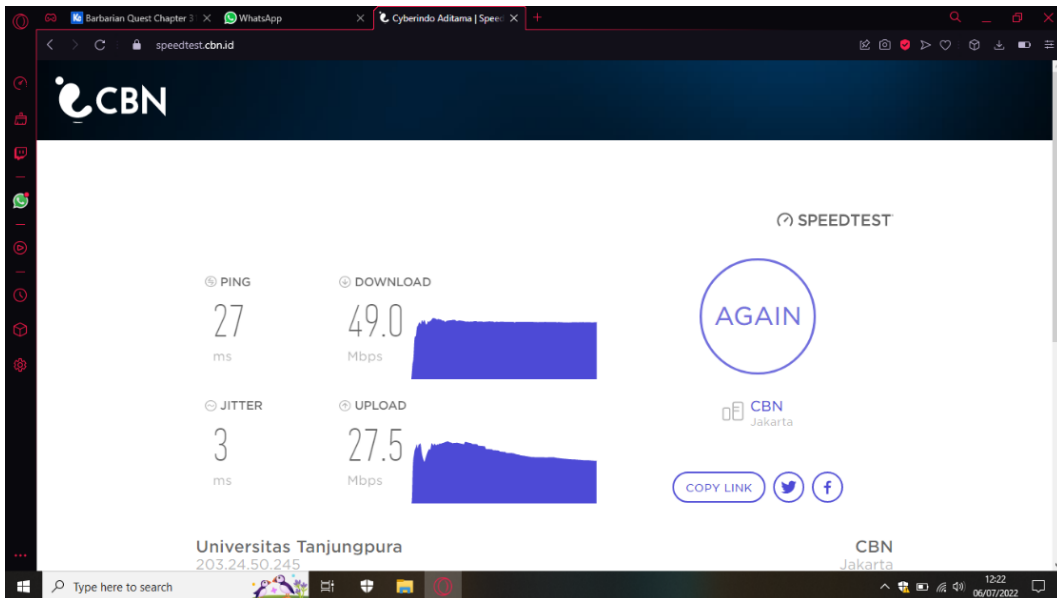 Barbarian Quest Chapter 3
WhatsApp
Cyberindo Aditama | Speed
speedtest.cbn.id
CBN
SPEEDTEST
PING
27
ms
DOWNLOAD
49.0
Mbps
AGAIN
JITTER
3
ms
UPLOAD
27.5
Mbps
CBN
Jakarta
COPY LINK
Universitas Tanjungpura
203.24.50.245
CBN
Jakarta
Type here to search
12:22
06/07/2022